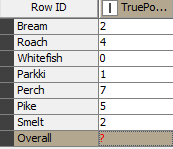 Row ID | TruePo...
Bream 2
Roach 4
Whitefish 0
Parkki 1
Perch 7
Pike 5
Smelt 2
Overall ?